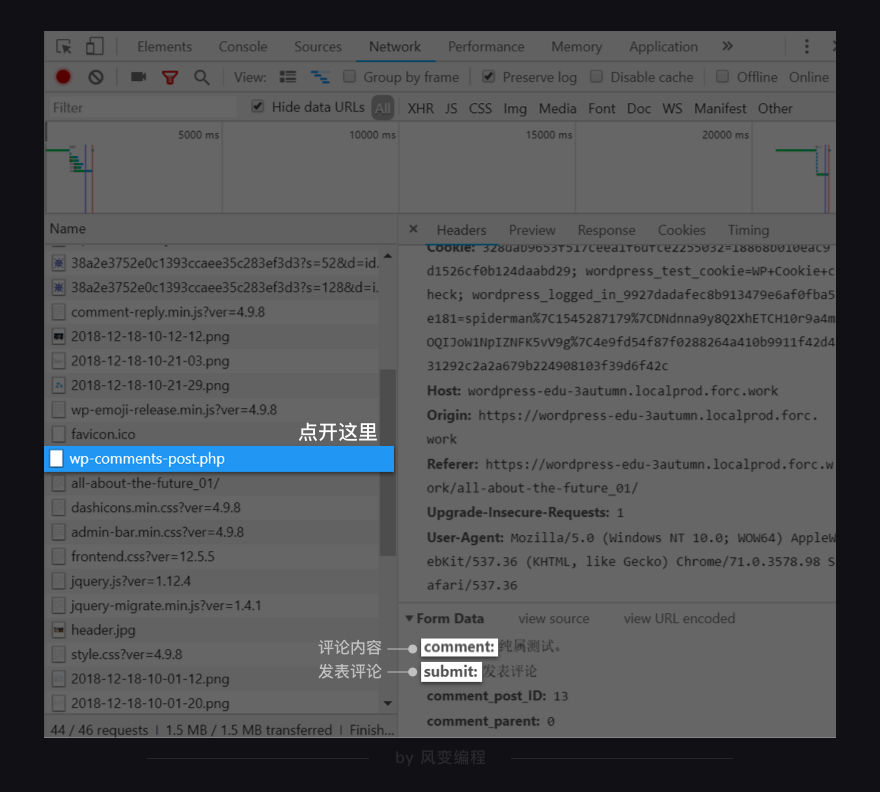 Elements Console Sources Network Performance Memory Application »
View: Group by frame Preserve log Disable cache Offline Online
Filter Hide data URLs All XHR JS CSS Img Media Font Doc WS Manifest Other
5000 ms 10000 ms 15000 ms 20000 ms
Name
38a2e3752e0c1393ccaee35c283ef3d3?s=52&d=id.
38a2e3752e0c1393ccaee35c283ef3d3?s=128&d=i.
comment-reply.min.js?ver=4.9.8
2018-12-18-10-12-12.png
2018-12-18-10-21-03.png
2018-12-18-10-21-29.png
wp-emoji-release.min.js?ver=4.9.8
favicon.ico
点开这里
wp-comments-post.php
all-about-the-future_01/
dashicons.min.css?ver=4.9.8
admin-bar.min.css?ver=4.9.8
frontend.css?ver=12.5.5
jquery.js?ver=1.12.4
jquery-migrate.min.js?ver=1.4.1
header.jpg
style.css?ver=4.9.8
2018-12-18-10-01-12.png
2018-12-18-10-01-20.png
44 / 46 requests | 1.5 MB / 1.5 MB transferred | Finish...
× Headers Preview Response Cookies Timing
Cookie: 328dab9653f517ceea1f6dfce2255032=18868b010eac9
d1526cf0b124daabd29; wordpress_test_cookie=WP+Cookie+c
heck; wordpress_logged_in_9927dadafec8b913479e6af0fba5
e181=spiderman%7C1545287179%7CDNdnna9y8Q2XhETCH10r9a4m
OQIJoW1NpIZNFK5vV9g%7C4e9fd54f87f0288264a410b9911f42d4
31292c2a2a679b224908103f39d6f42c
Host: wordpress-edu-3autumn.localprod.forc.work
Origin: https://wordpress-edu-3autumn.localprod.forc.
work
Referer: https://wordpress-edu-3autumn.localprod.forc.w
ork/all-about-the-future_01/
Upgrade-Insecure-Requests: 1
User-Agent: Mozilla/5.0 (Windows NT 10.0; WOW64) AppleW
ebKit/537.36 (KHTML, like Gecko) Chrome/71.0.3578.98 S
afari/537.36
Form Data view source view URL encoded
评论内容 comment: 纯属测试。
发表评论 submit: 发表评论
comment_post_ID: 13
comment_parent: 0
by 风变编程